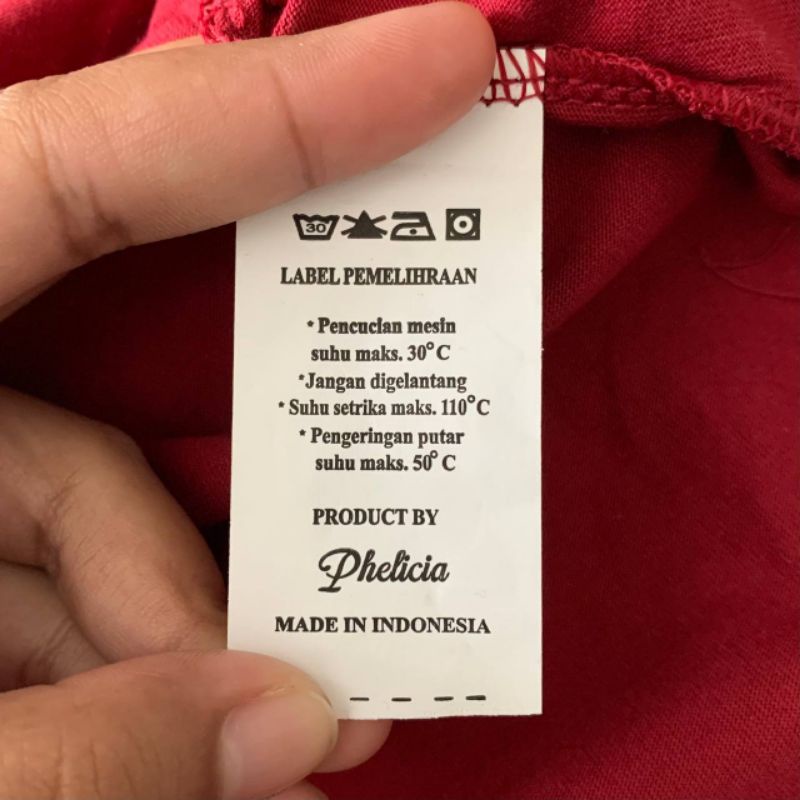 30
LABEL PEMELIHRAAN
* Pencucian mesin
suhu maks. 30°C
*Jangan digelantang
* Suhu setrika maks. 110°C
* Pengeringan putar
suhu maks. 50° C
PRODUCT BY
Phelicia
MADE IN INDONESIA